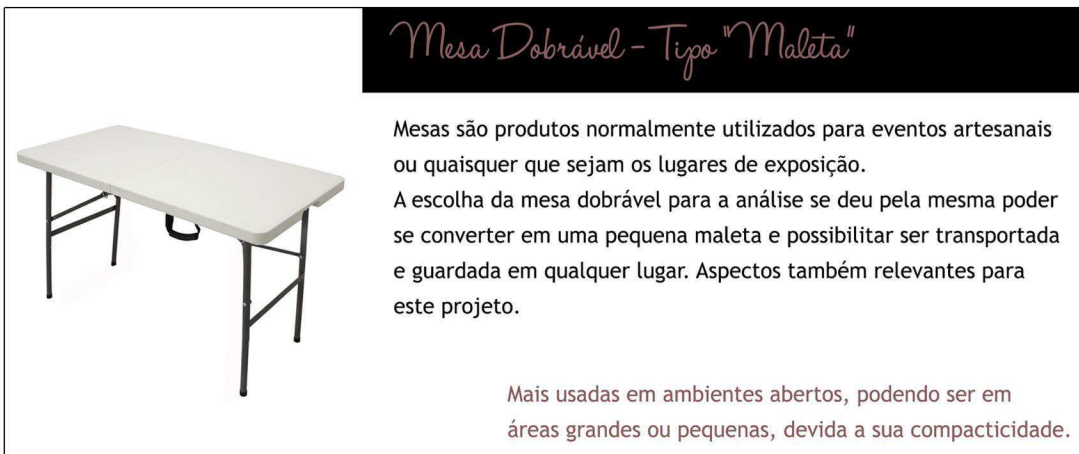 Mesa Dobrável - Tipo "Maleta"
Mesas são produtos normalmente utilizados para eventos artesanais
ou quaisquer que sejam os lugares de exposição.
A escolha da mesa dobrável para a análise se deu pela mesma poder
se converter em uma pequena maleta e possibilitar ser transportada
e guardada em qualquer lugar. Aspectos também relevantes para
este projeto.
Mais usadas em ambientes abertos, podendo ser em
áreas grandes ou pequenas, devida a sua compacticidade.